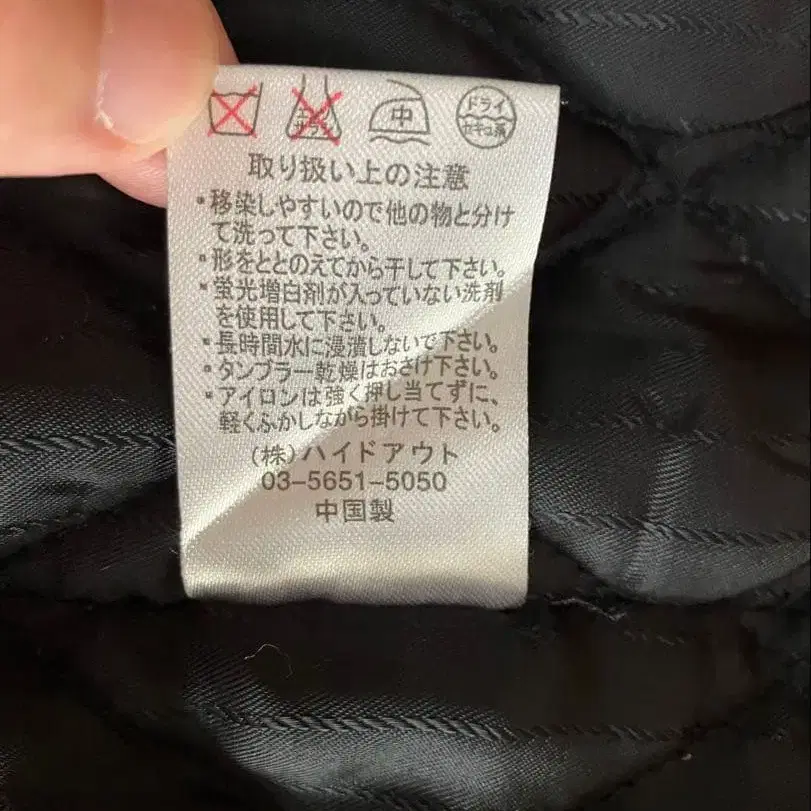 エンソ
サラシ
中
ドライ
セキユ系
取り扱い上の注意
・移染しやすいので他の物と分け
て洗って下さい。
・形をととのえてから干して下さい。
・蛍光増白剤が入っていない洗剤
を使用して下さい。
・長時間水に浸漬しないで下さい。
・タンブラー乾燥はおさけ下さい。
・アイロンは強く押し当てずに、
軽くふかしながら掛けて下さい。
(株)ハイドアウト
03-5651-5050
中国製